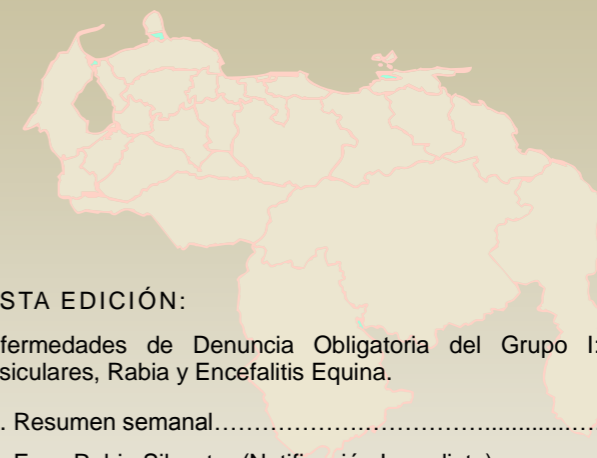 STA EDICIÓN:
fermedades de Denuncia Obligatoria del Grupo I:
siculares, Rabia y Encefalitis Equina.
. Resumen semanal……………………………………..............…